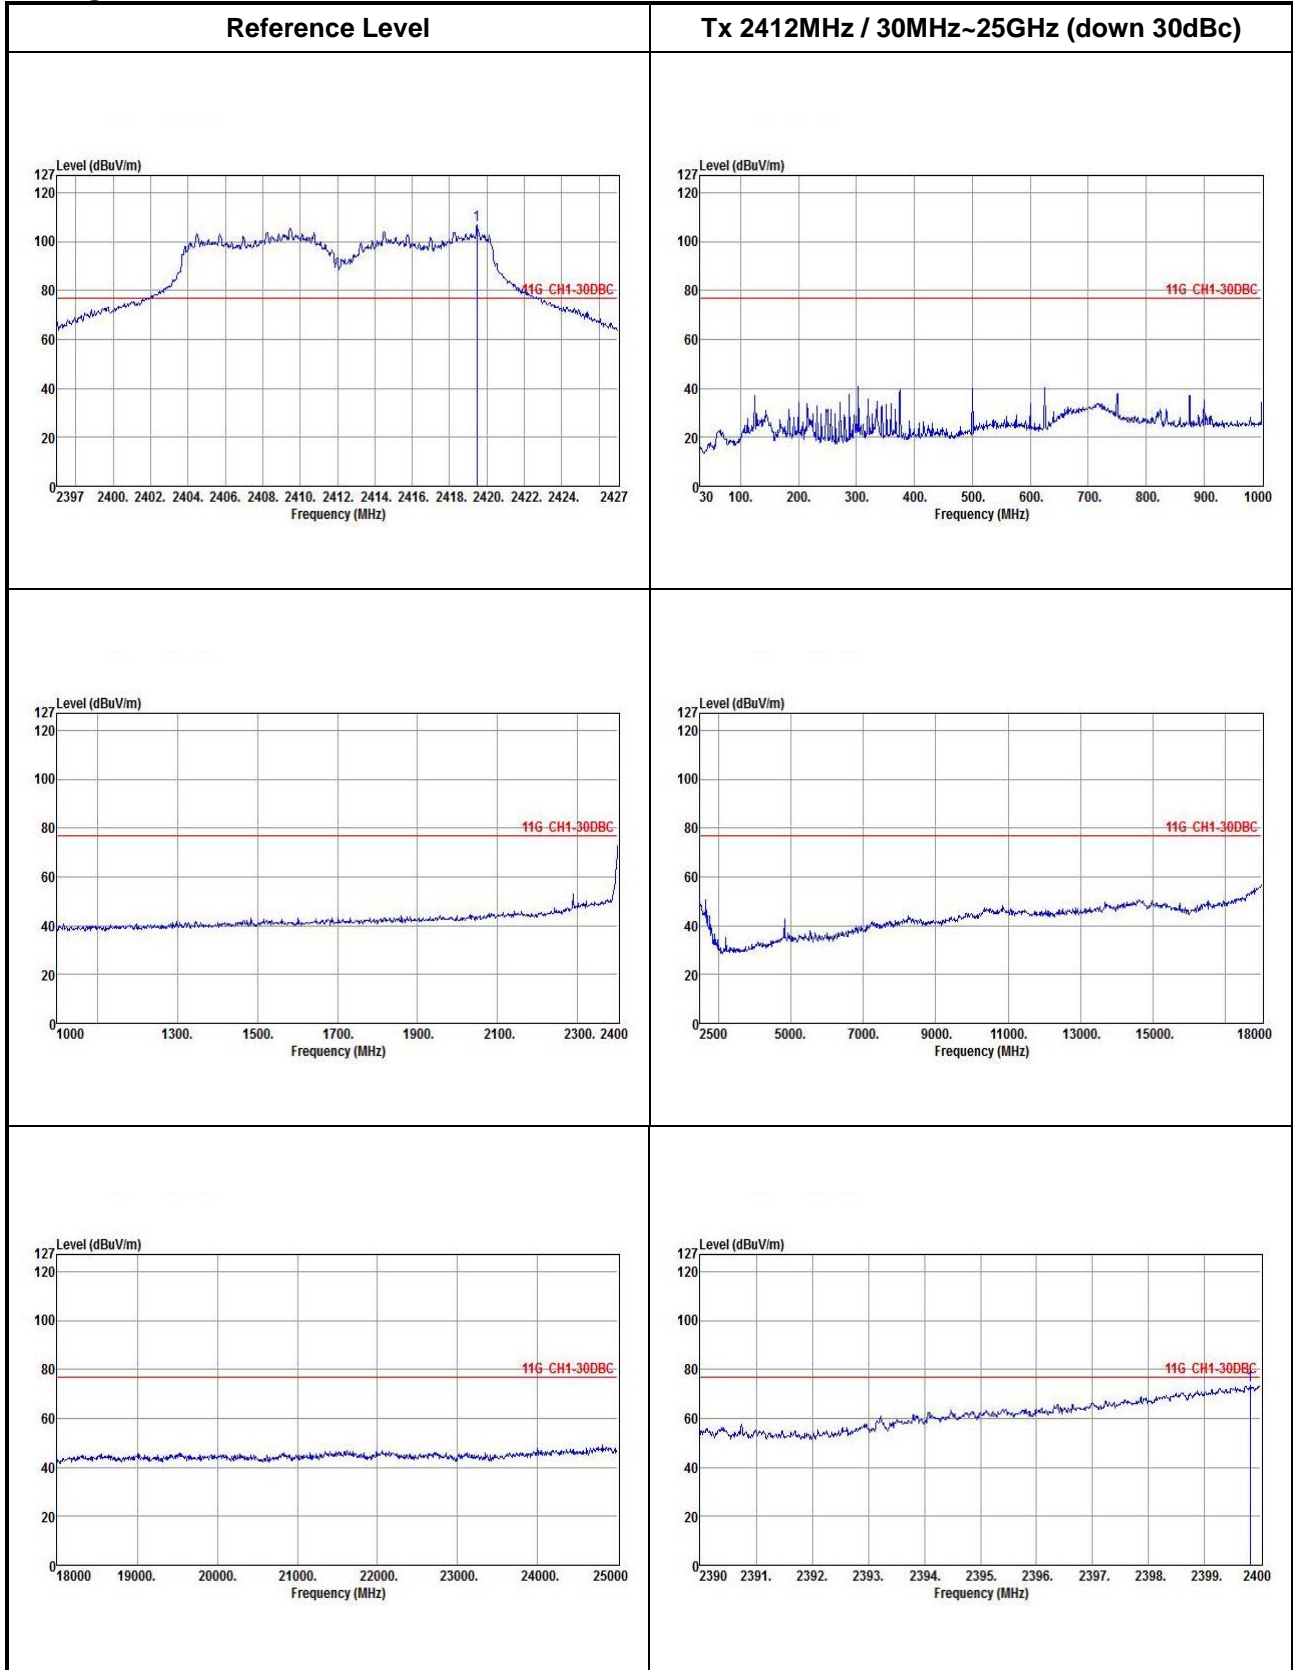 Reference Level
Tx 2412MHz / 30MHz~25GHz (down 30dBc)
Level (dBuV/m)
127
120
100
80
60
40
20
0
11G CH1-30DBC
1
2397 2400. 2402. 2404. 2406. 2408. 2410. 2412. 2414. 2416. 2418. 2420. 2422. 2424. 2427
Frequency (MHz)
Level (dBuV/m)
127
120
100
80
60
40
20
0
11G CH1-30DBC
30 100. 200. 300. 400. 500. 600. 700. 800. 900. 1000
Frequency (MHz)
Level (dBuV/m)
127
120
100
80
60
40
20
0
11G CH1-30DBC
1000 1300. 1500. 1700. 1900. 2100. 2300. 2400
Frequency (MHz)
Level (dBuV/m)
127
120
100
80
60
40
20
0
11G CH1-30DBC
2500 5000. 7000. 9000. 11000. 13000. 15000. 18000
Frequency (MHz)
Level (dBuV/m)
127
120
100
80
60
40
20
0
11G CH1-30DBC
18000 19000. 20000. 21000. 22000. 23000. 24000. 25000
Frequency (MHz)
Level (dBuV/m)
127
120
100
80
60
40
20
0
11G CH1-30DBC
2390 2391. 2392. 2393. 2394. 2395. 2396. 2397. 2398. 2399. 2400
Frequency (MHz)